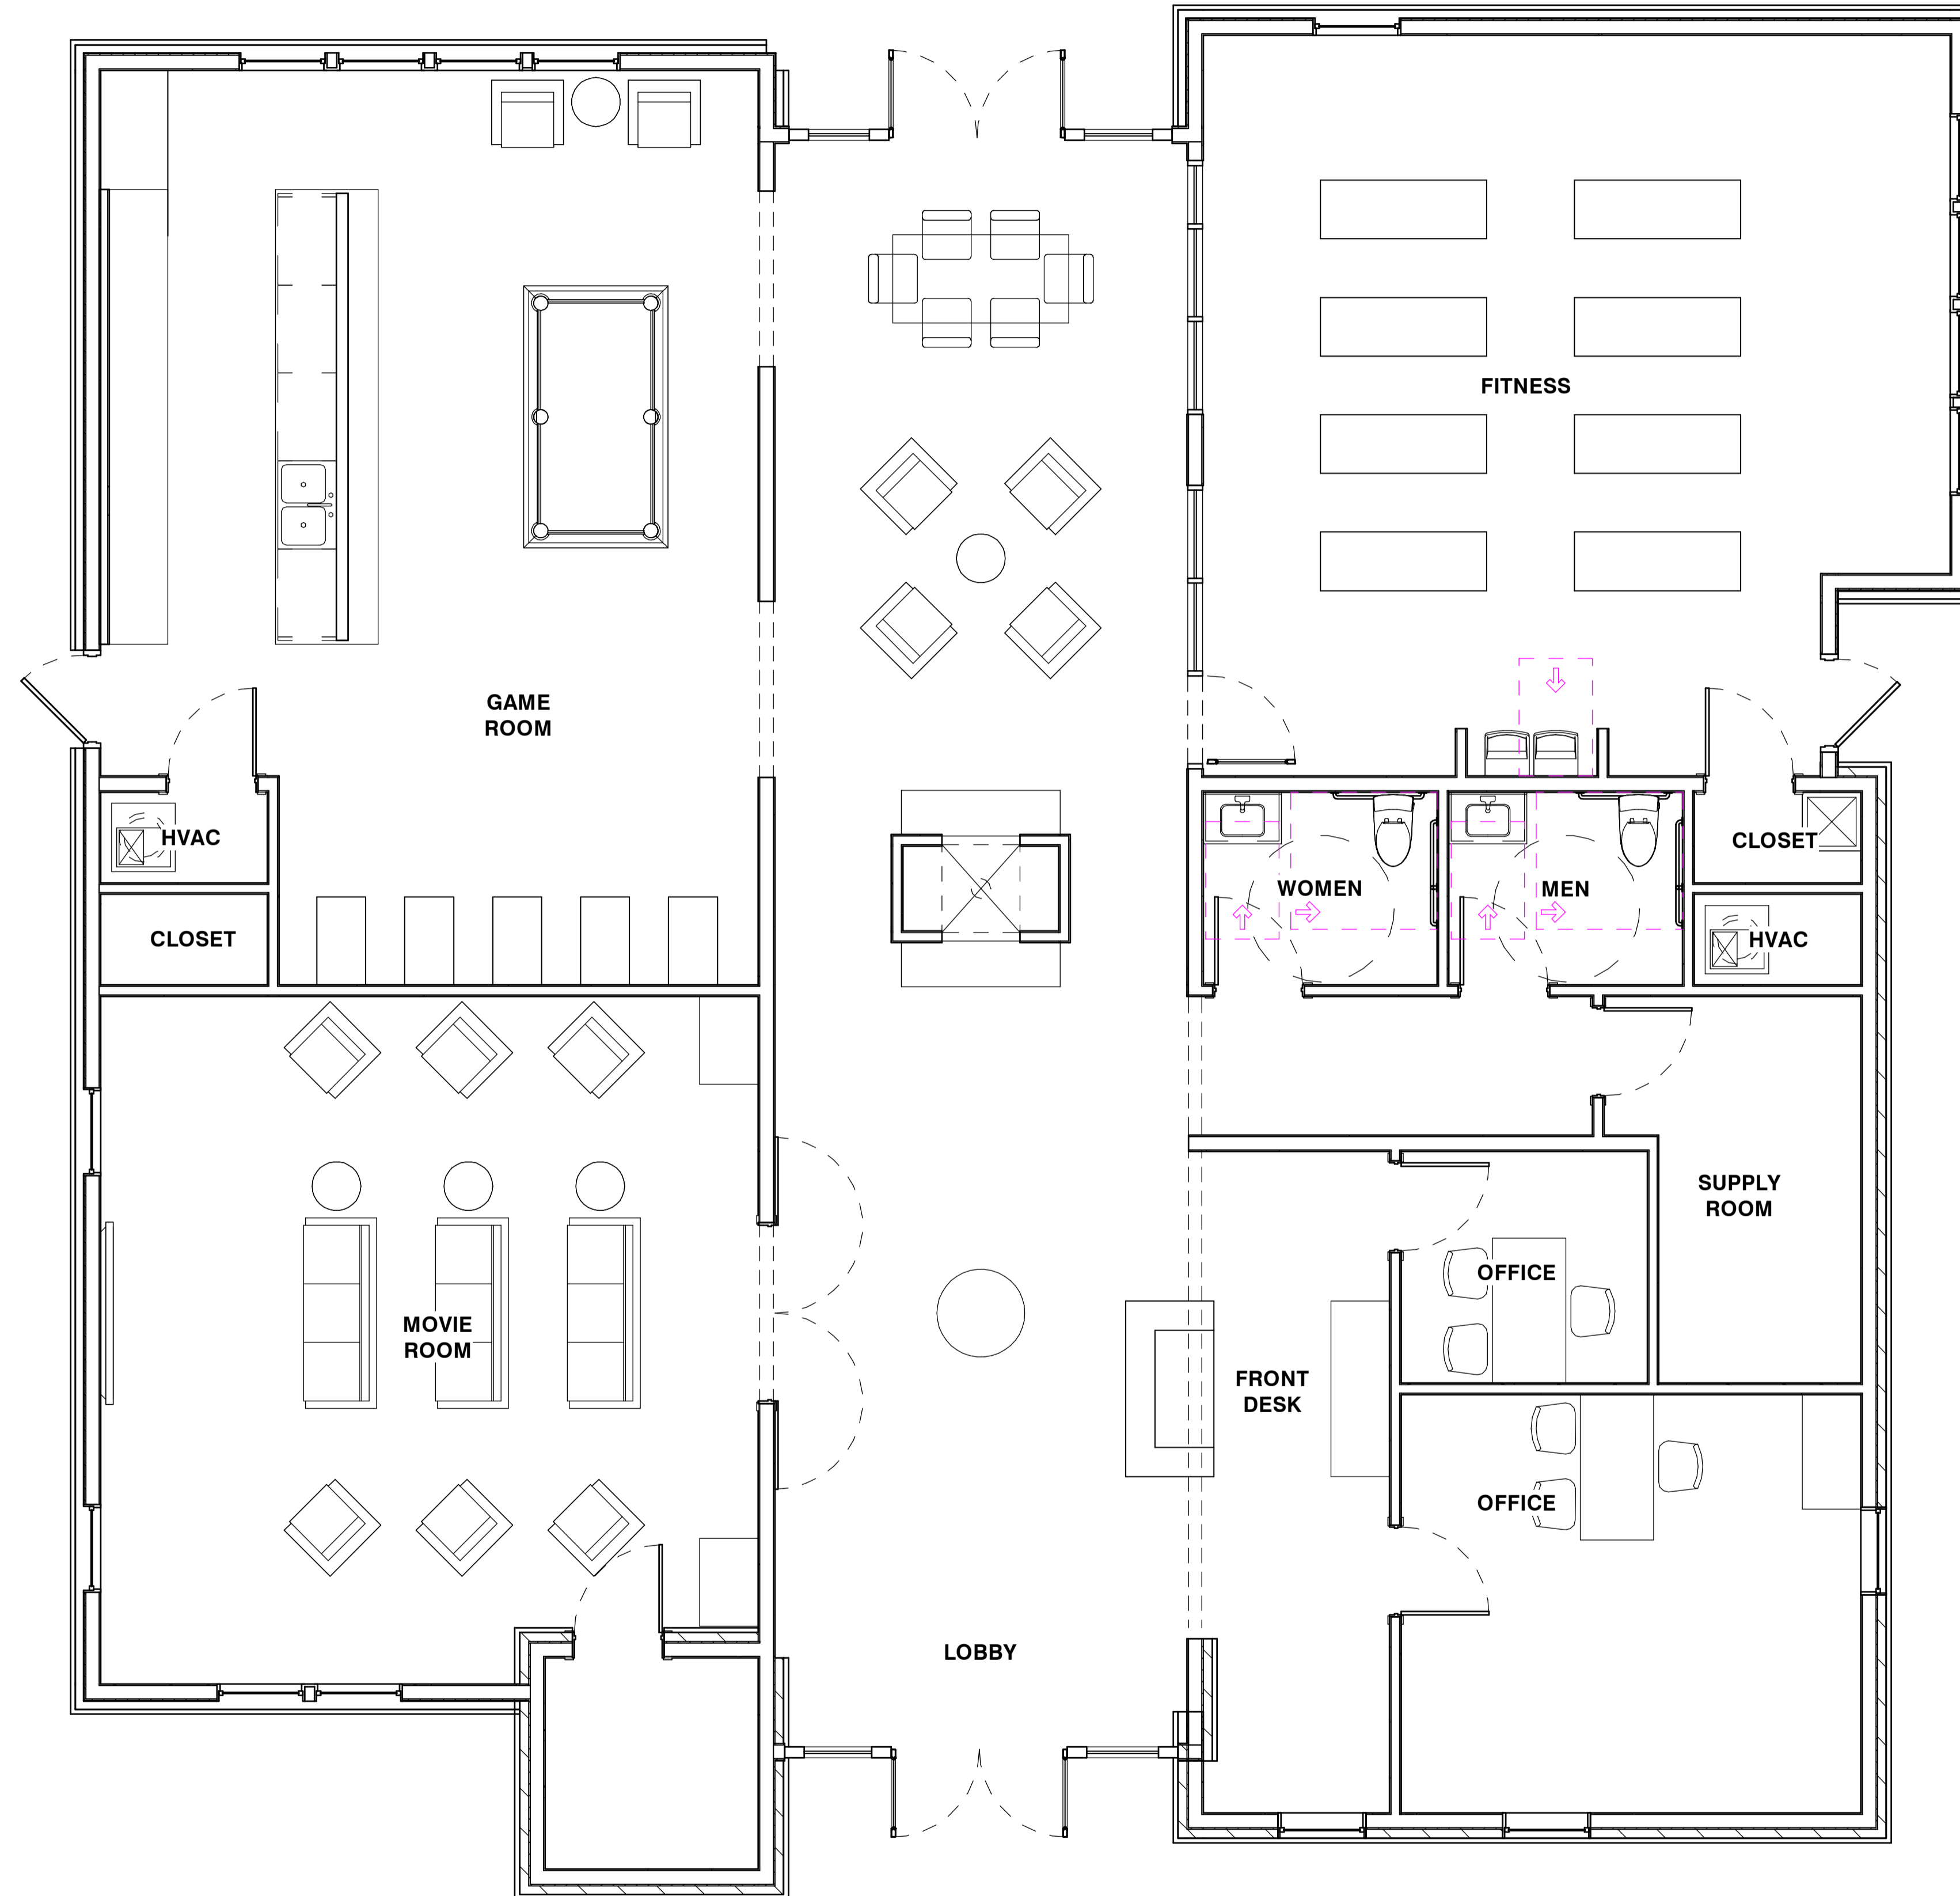 FITNESS
GAME
ROOM
HVAC
CLOSET
WOMEN
MEN
CLOSET
HVAC
SUPPLY
ROOM
OFFICE
MOVIE
ROOM
FRONT
DESK
OFFICE
LOBBY